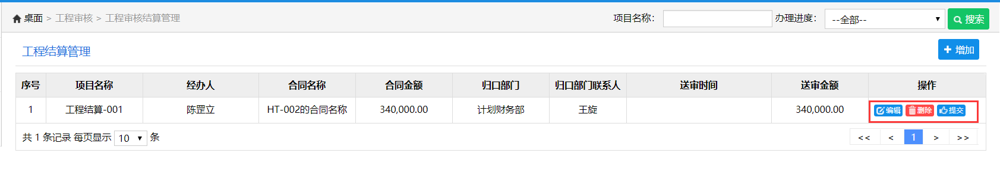 桌面 > 工程审核 > 工程审核结算管理 项目名称： 办理进度： --全部-- 搜索
工程结算管理 增加
序号 项目名称 经办人 合同名称 合同金额 归口部门 归口部门联系人 送审时间 送审金额 操作
1 工程结算-001 陈罡立 HT-002的合同名称 340,000.00 计划财务部 王旋 340,000.00 编辑 删除 提交
共 1 条记录 每页显示 10 条 << < 1 > >>